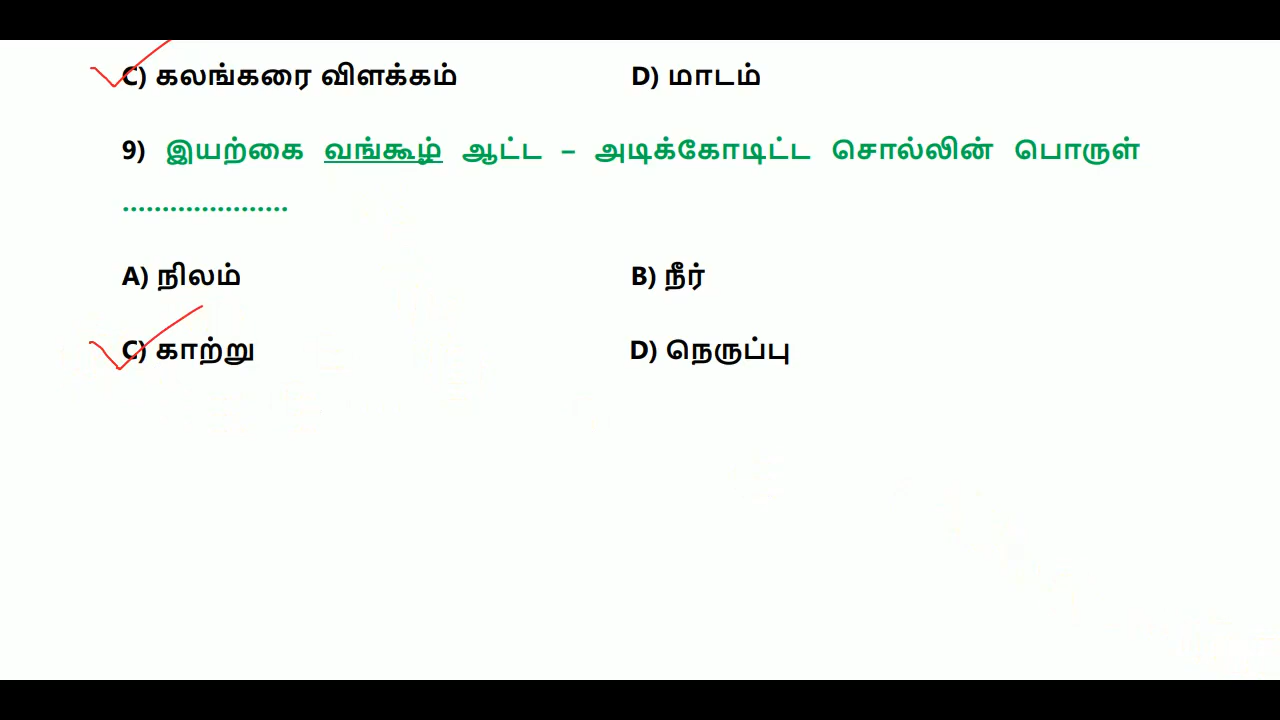 C) கலங்கரை விளக்கம் D) மாடம்
9) இயற்கை வங்கூழ் ஆட்ட – அடிக்கோடிட்ட சொல்லின் பொருள்
.....................
A) நிலம் B) நீர்
C) காற்று D) நெருப்பு